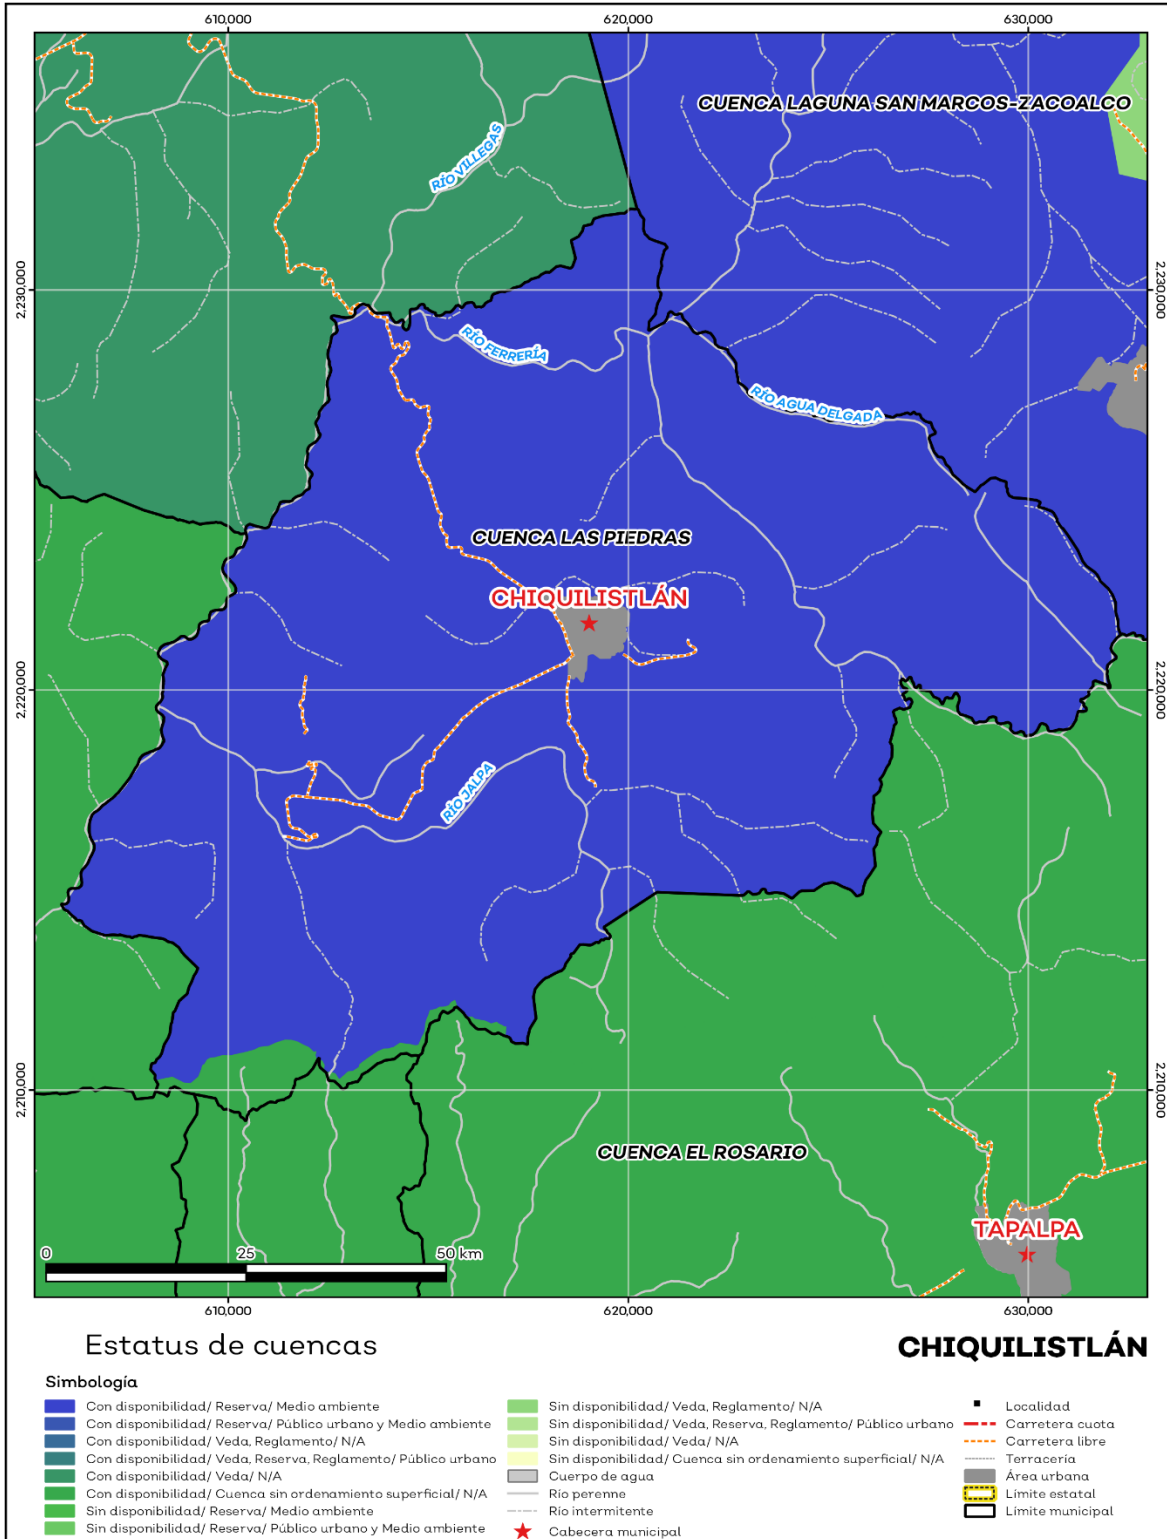 610,000
620,000
630,000
CUENCA LAGUNA SAN MARCOS-ZACOALCO
RÍO VILLEGAS
2,230,000
2,230,000
RÍO FERRERÍA
RÍO AGUA DELGADA
CUENCA LAS PIEDRAS
CHIQUILISTLÁN
2,220,000
2,220,000
RÍO JALPA
2,210,000
2,210,000
CUENCA EL ROSARIO
TAPALPA
0
25
50 km
610,000
620,000
630,000
Estatus de cuencas
CHIQUILISTLÁN
Simbología
Con disponibilidad/ Reserva/ Medio ambiente
Con disponibilidad/ Reserva/ Público urbano y Medio ambiente
Con disponibilidad/ Veda, Reglamento/ N/A
Con disponibilidad/ Veda, Reserva, Reglamento/ Público urbano
Con disponibilidad/ Veda/ N/A
Con disponibilidad/ Cuenca sin ordenamiento superficial/ N/A
Sin disponibilidad/ Reserva/ Medio ambiente
Sin disponibilidad/ Reserva/ Público urbano y Medio ambiente
Sin disponibilidad/ Veda, Reglamento/ N/A
Sin disponibilidad/ Veda, Reserva, Reglamento/ Público urbano
Sin disponibilidad/ Veda/ N/A
Sin disponibilidad/ Cuenca sin ordenamiento superficial/ N/A
Cuerpo de agua
Río perenne
Río intermitente
Cabecera municipal
Localidad
Carretera cuota
Carretera libre
Terracería
Área urbana
Límite estatal
Límite municipal